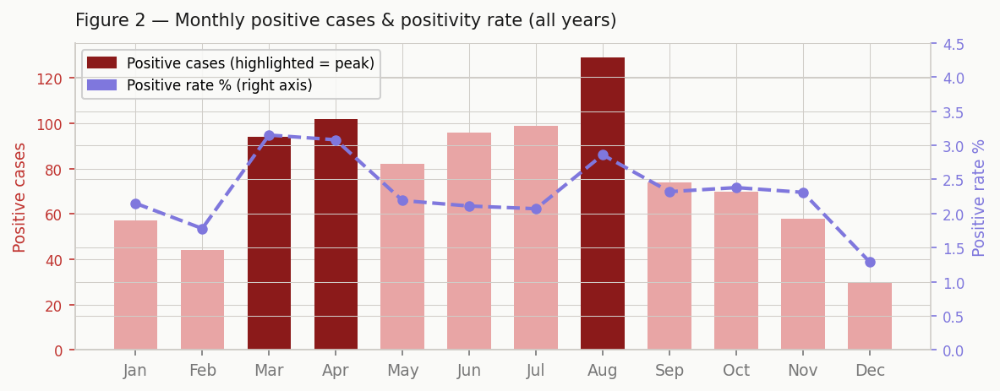 Figure 2 — Monthly positive cases & positivity rate (all years)
Positive cases (highlighted = peak)
Positive rate % (right axis)
Positive cases
0
20
40
60
80
100
120
Positive rate %
0.0
0.5
1.0
1.5
2.0
2.5
3.0
3.5
4.0
4.5
Jan Feb Mar Apr May Jun Jul Aug Sep Oct Nov Dec